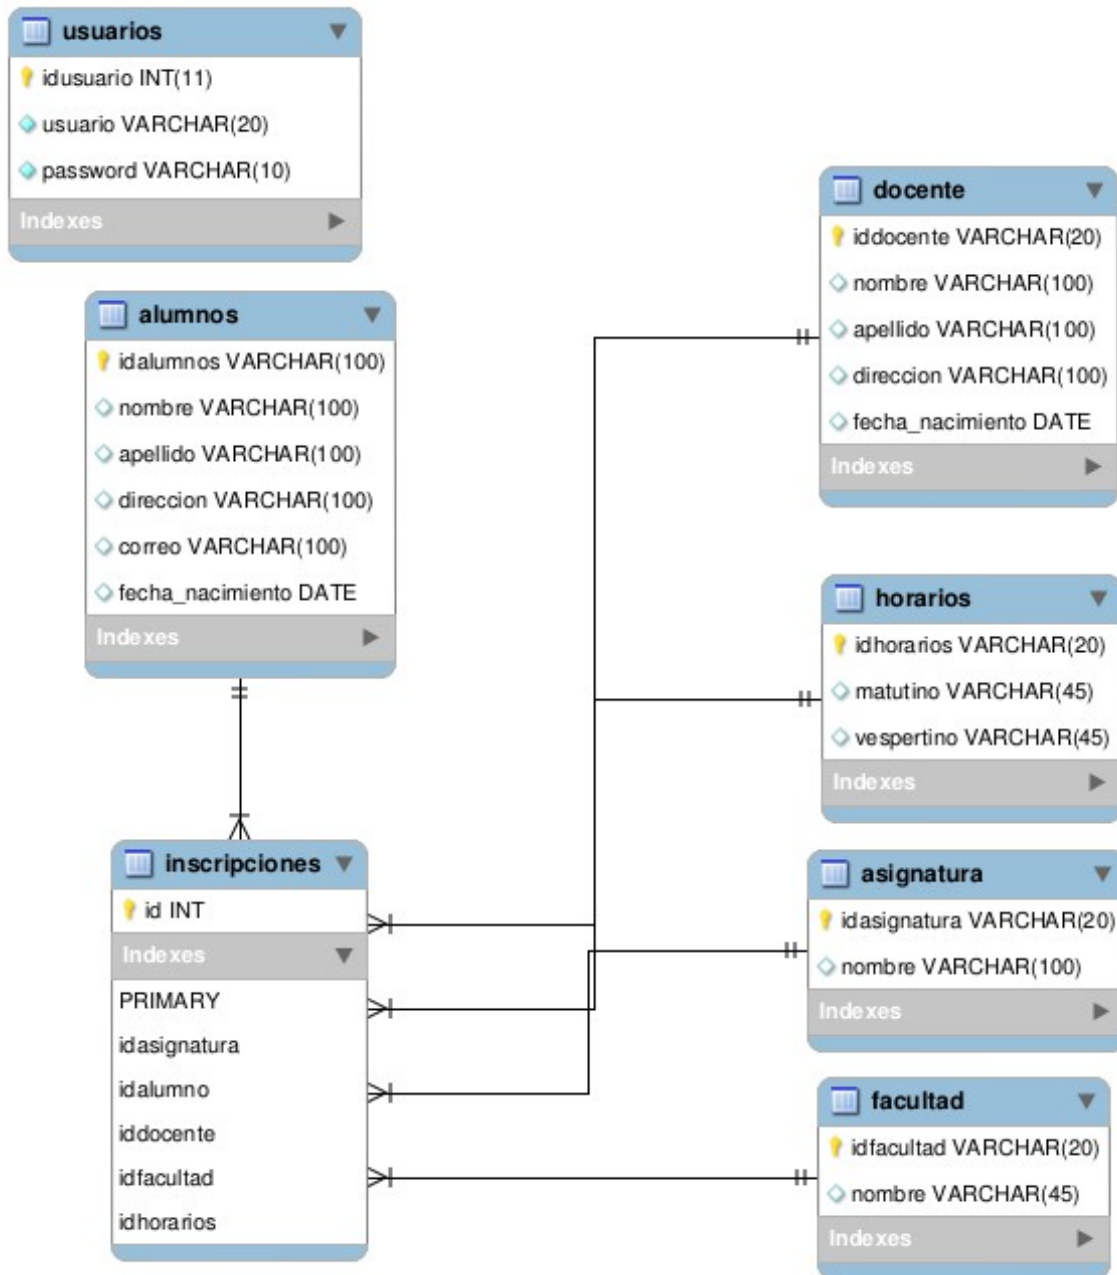 usuarios
idusuario INT(11)
usuario VARCHAR(20)
password VARCHAR(10)
Indexes
alumnos
idalumnos VARCHAR(100)
nombre VARCHAR(100)
apellido VARCHAR(100)
direccion VARCHAR(100)
correo VARCHAR(100)
fecha_nacimiento DATE
Indexes
inscripciones
id INT
Indexes
PRIMARY
idasignatura
idalumno
iddocente
idfacultad
idhorarios
docente
iddocente VARCHAR(20)
nombre VARCHAR(100)
apellido VARCHAR(100)
direccion VARCHAR(100)
fecha_nacimiento DATE
Indexes
horarios
idhorarios VARCHAR(20)
matutino VARCHAR(45)
vespertino VARCHAR(45)
Indexes
asignatura
idasignatura VARCHAR(20)
nombre VARCHAR(100)
Indexes
facultad
idfacultad VARCHAR(20)
nombre VARCHAR(45)
Indexes